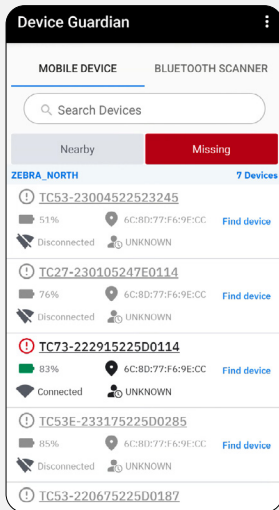 Device Guardian
MOBILE DEVICE BLUETOOTH SCANNER
Search Devices
Nearby Missing
ZEBRA_NORTH 7 Devices
TC53-23004522523245
51% 6C:8D:77:F6:9E:CC Find device
Disconnected UNKNOWN
TC27-230105247E0114
76% 6C:8D:77:F6:9E:CC Find device
Disconnected UNKNOWN
TC73-222915225D0114
83% 6C:8D:77:F6:9E:CC Find device
Connected UNKNOWN
TC53E-233175225D0285
85% 6C:8D:77:F6:9E:CC Find device
Disconnected UNKNOWN
TC53-220675225D0187